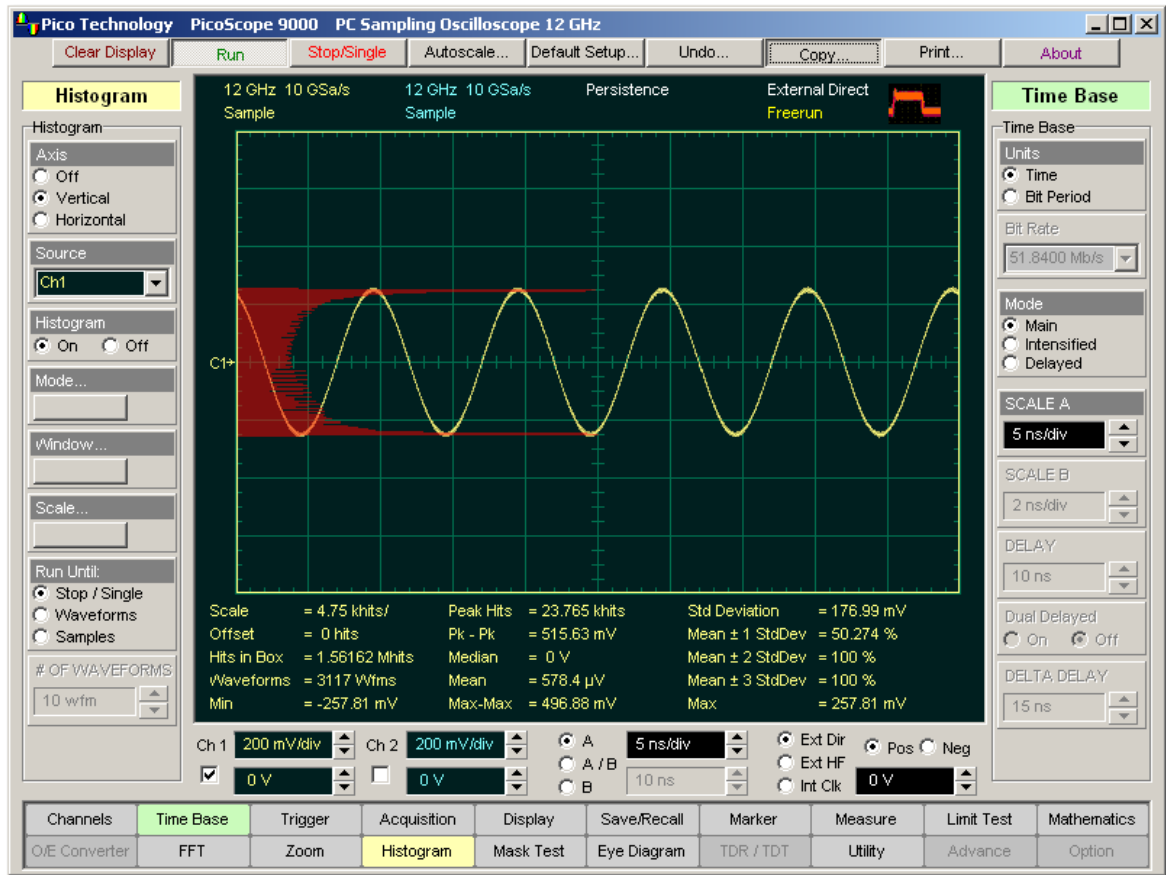 Pico Technology PicoScope 9000 PC Sampling Oscilloscope 12 GHz
Clear Display Run Stop/Single Autoscale... Default Setup... Undo... Copy... Print... About
Histogram
Histogram
Axis
Off
Vertical
Horizontal
Source
Ch1
Histogram
On Off
Mode...
Window...
Scale...
Run Until:
Stop / Single
Waveforms
Samples
# OF WAVEFORMS
10 wfm
12 GHz 10 GSa/s 12 GHz 10 GSa/s Persistence External Direct
Sample Sample Freerun
C1
Scale = 4.75 khits/ Peak Hits = 23.765 khits Std Deviation = 176.99 mV
Offset = 0 hits Pk - Pk = 515.63 mV Mean ± 1 StdDev = 50.274 %
Hits in Box = 1.56162 Mhits Median = 0 V Mean ± 2 StdDev = 100 %
Waveforms = 3117 Wfms Mean = 578.4 µV Mean ± 3 StdDev = 100 %
Min = -257.81 mV Max-Max = 496.88 mV Max = 257.81 mV
Ch 1 200 mV/div Ch 2 200 mV/div A 5 ns/div Ext Dir Pos Neg
A / B Ext HF
0 V 0 V B 10 ns Int Clk 0 V
Time Base
Time Base
Units
Time
Bit Period
Bit Rate
51.8400 Mb/s
Mode
Main
Intensified
Delayed
SCALE A
5 ns/div
SCALE B
2 ns/div
DELAY
10 ns
Dual Delayed
On Off
DELTA DELAY
15 ns
Channels Time Base Trigger Acquisition Display Save/Recall Marker Measure Limit Test Mathematics
O/E Converter FFT Zoom Histogram Mask Test Eye Diagram TDR / TDT Utility Advance Option